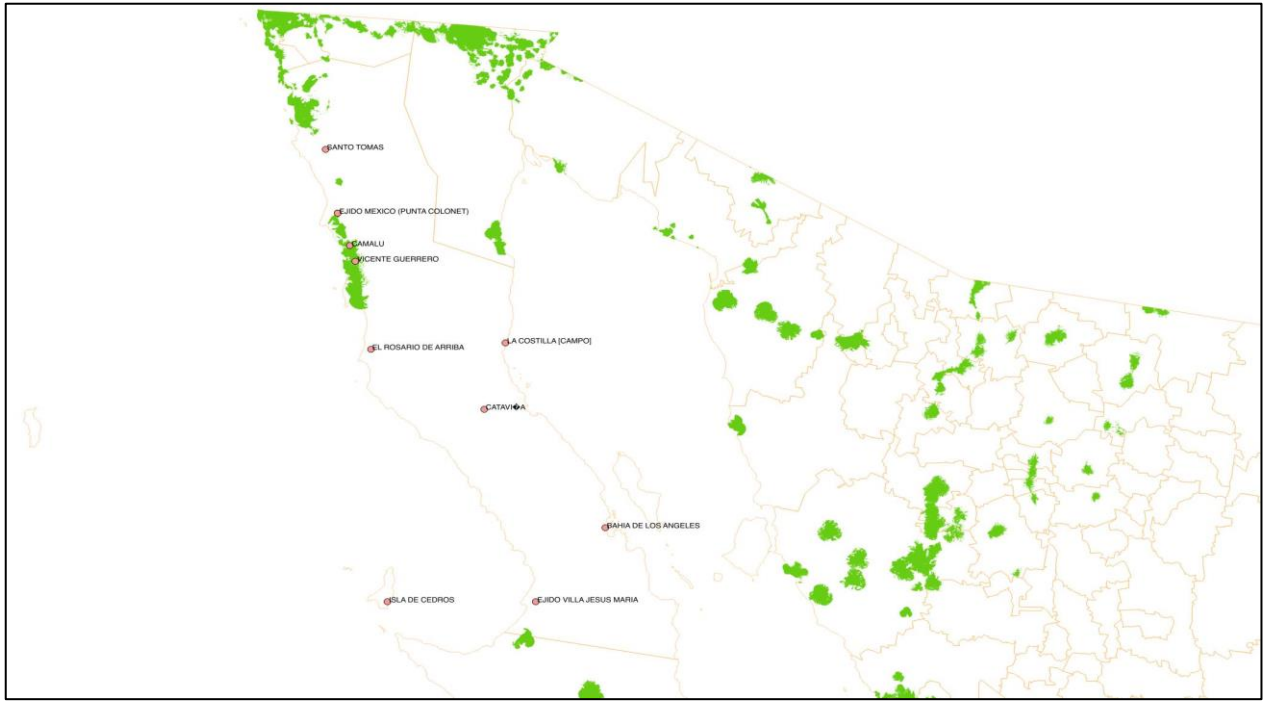 SANTO TOMAS
EJIDO MEXICO (PUNTA COLONET)
CAMALU
VICENTE GUERRERO
LA COSTILLA [CAMPO]
EL ROSARIO DE ARRIBA
CATAVI�A
BAHIA DE LOS ANGELES
ISLA DE CEDROS
EJIDO VILLA JESUS MARIA